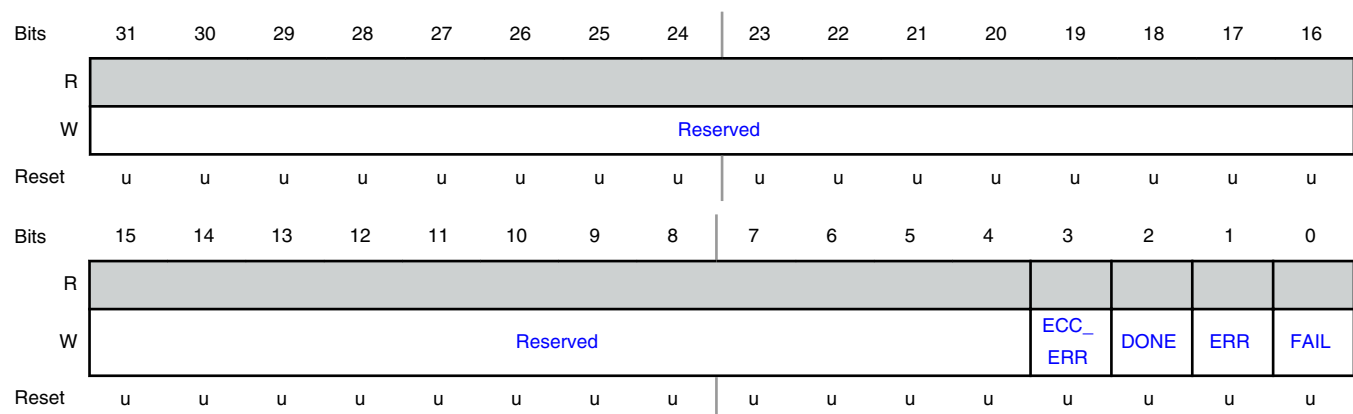 Bits 31 30 29 28 27 26 25 24 23 22 21 20 19 18 17 16
R
W Reserved
Reset u u u u u u u u u u u u u u u u
Bits 15 14 13 12 11 10 9 8 7 6 5 4 3 2 1 0
R
W Reserved ECC_ ERR DONE ERR FAIL
Reset u u u u u u u u u u u u u u u u